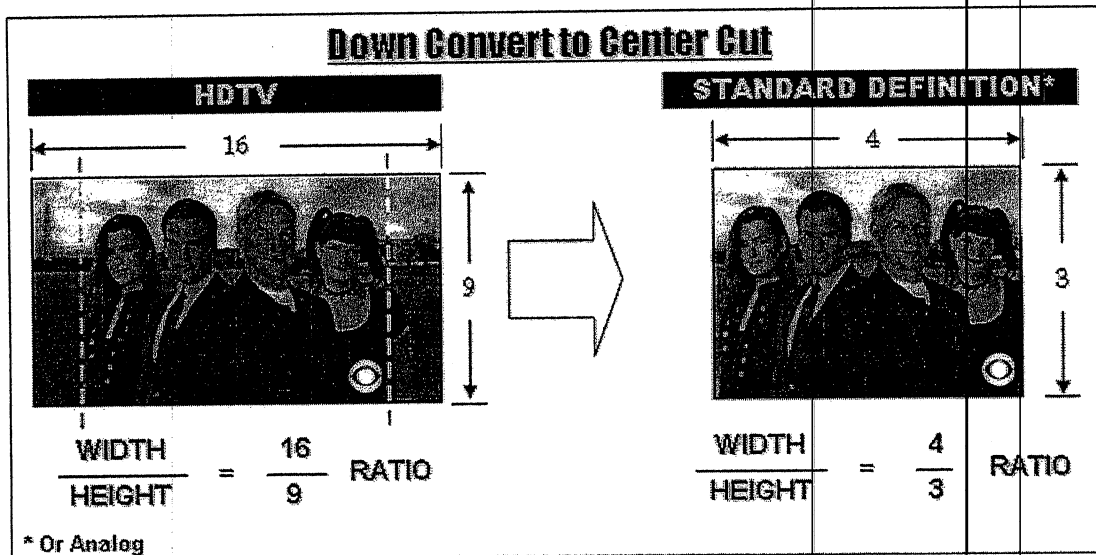 Down Convert to Center Cut
HDTV
STANDARD DEFINITION*
16
4
9
3
WIDTH
HEIGHT
=
16
9
RATIO
WIDTH
HEIGHT
=
4
3
RATIO
* Or Analog